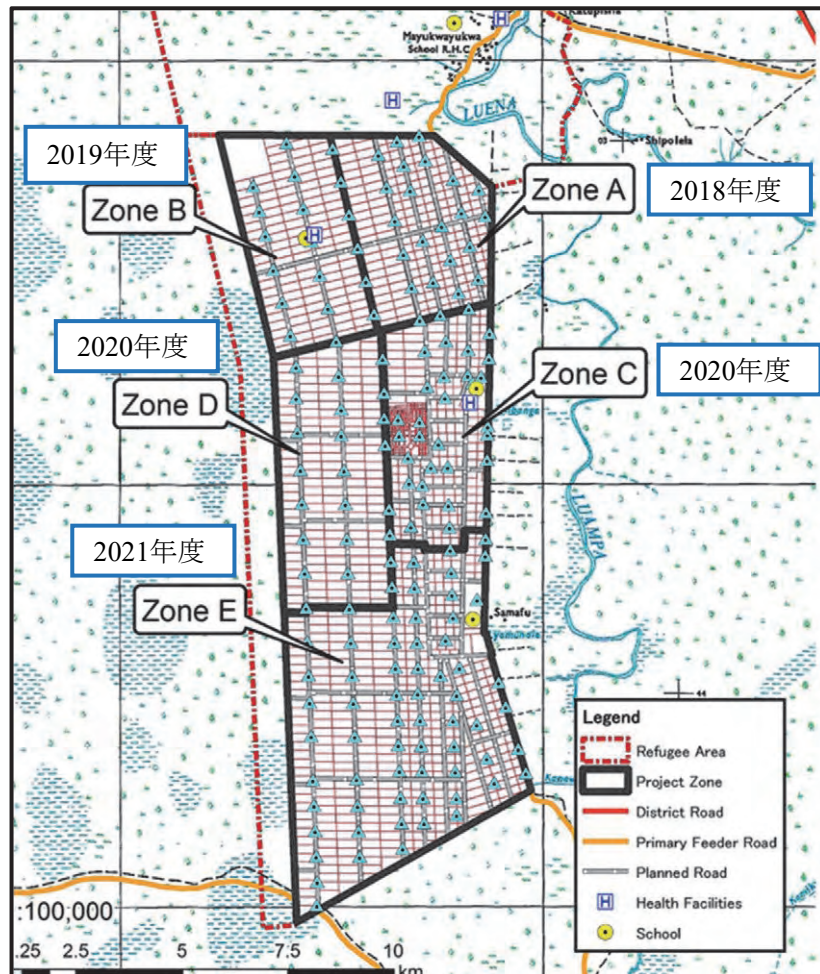 Mayukwayukwa
School R.H.C
LUENA
03
Shipolela
2019年度
Zone B
Zone A
2018年度
2020年度
Zone D
Zone C
2020年度
LUAMPA
2021年度
Zone E
Samafu
44
Legend
Refugee Area
Project Zone
District Road
Primary Feeder Road
Planned Road
H Health Facilities
School
:100,000
.25 2.5 5 7.5 10
km